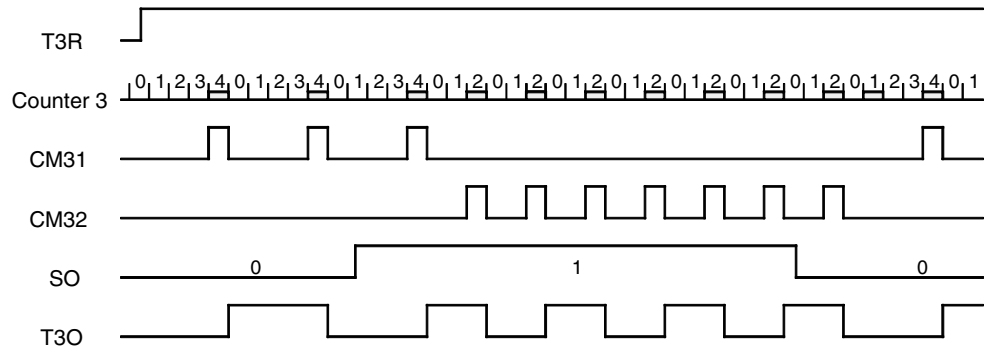 T3R
Counter 3 0 1 2 3 4 0 1 2 3 4 0 1 2 3 4 0 1 2 0 1 2 0 1 2 0 1 2 0 1 2 0 1 2 0 1 2 0 1 2 3 4 0 1
CM31
CM32
SO 0 1 0
T3O